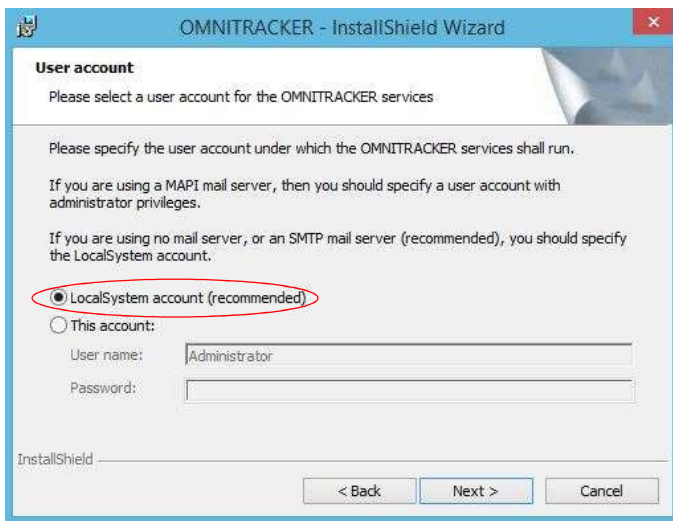 OMNITRACKER - InstallShield Wizard
User account
Please select a user account for the OMNITRACKER services
Please specify the user account under which the OMNITRACKER services shall run.
If you are using a MAPI mail server, then you should specify a user account with
administrator privileges.
If you are using no mail server, or an SMTP mail server (recommended), you should specify
the LocalSystem account.
LocalSystem account (recommended)
This account:
User name:
Administrator
Password:
InstallShield
< Back
Next >
Cancel